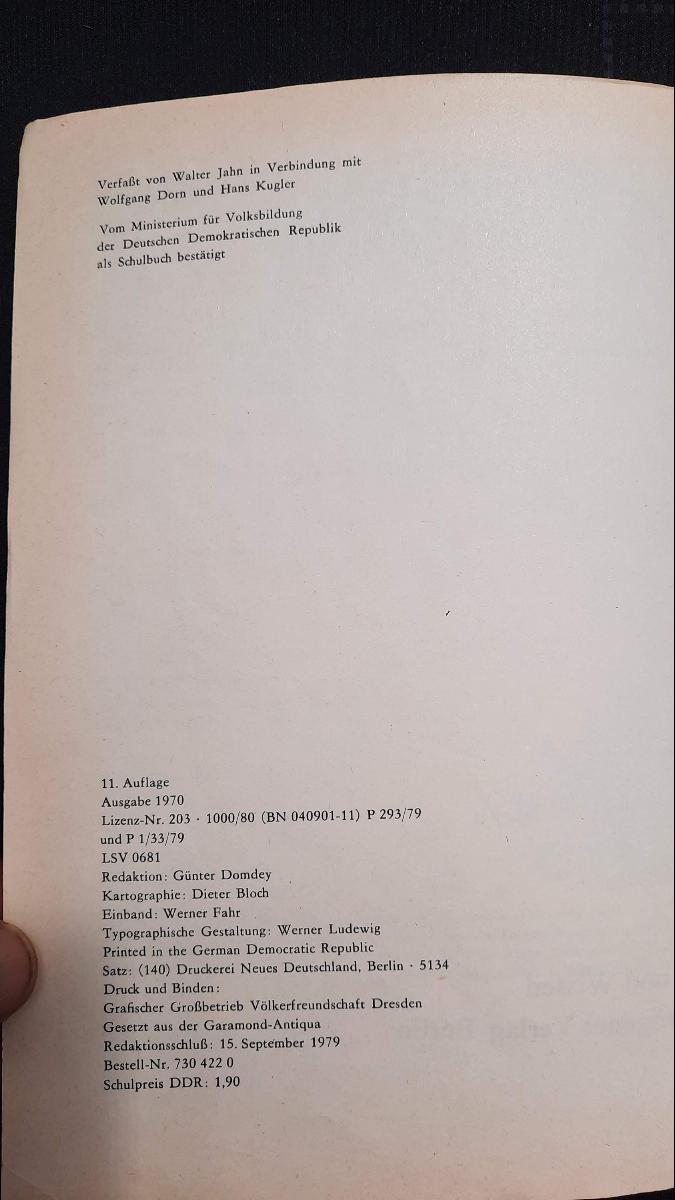 Verfaßt von Walter Jahn in Verbindung mit
Wolfgang Dorn und Hans Kugler
Vom Ministerium für Volksbildung
der Deutschen Demokratischen Republik
als Schulbuch bestätigt
11. Auflage
Ausgabe 1970
Lizenz-Nr. 203 · 1000/80 (BN 040901-11) P 293/79
und P 1/33/79
LSV 0681
Redaktion: Günter Domdey
Kartographie: Dieter Bloch
Einband: Werner Fahr
Typographische Gestaltung: Werner Ludewig
Printed in the German Democratic Republic
Satz: (140) Druckerei Neues Deutschland, Berlin · 5134
Druck und Binden:
Grafischer Großbetrieb Völkerfreundschaft Dresden
Gesetzt aus der Garamond-Antiqua
Redaktionsschluß: 15. September 1979
Bestell-Nr. 730 422 0
Schulpreis DDR: 1,90